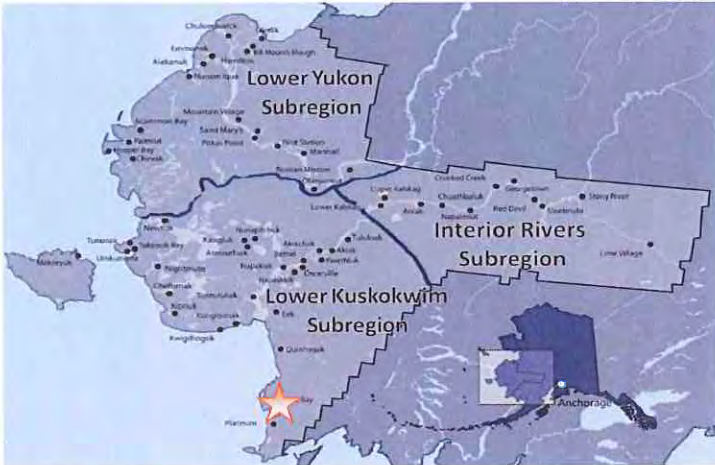 Kotlik
Bill Moore's Slough
Hamilton
Emmonak
Alakanuk
Nunam Iqua
Lower Yukon
Subregion
Mountain Village
Scammon Bay
Saint Mary's
Pitkas Point
Pilot Station
Marshall
Paimiut
Hooper Bay
Chevak
Russian Mission
Crooked Creek
Georgetown
Stony River
Upper Kalskag
Chuathbaluk
Lower Kalskag
Aniak
Napaimut
Red Devil
Sleetmute
Interior Rivers
Subregion
Lime Village
Newtok
Nunapitchuk
Tuluksak
Tununak
Toksook Bay
Kasigluk
Akiachak
Umkumiute
Atmautluak
Bethel
Akiak
Kwethluk
Mekoryuk
Nightmute
Napakiak
Oscarville
Napaskiak
Lower Kuskokwim
Subregion
Chefornak
Tuntutuliak
Kipnuk
Kongiganak
Eek
Kwigillingok
Quinhagak
Bay
Platinum
Anchorage